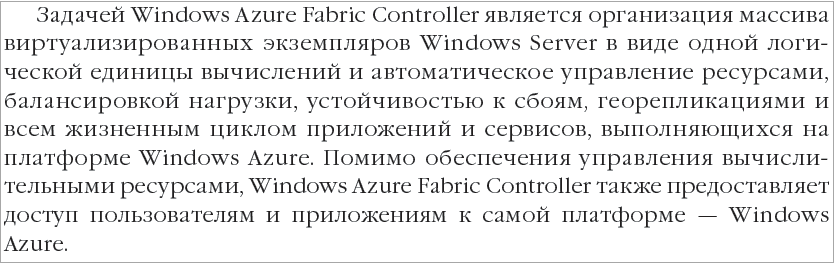 Задачей Windows Azure Fabric Controller является организация массива
виртуализированных экземпляров Windows Server в виде одной логи-
ческой единицы вычислений и автоматическое управление ресурсами,
балансировкой нагрузки, устойчивостью к сбоям, георепликациями и
всем жизненным циклом приложений и сервисов, выполняющихся на
платформе Windows Azure. Помимо обеспечения управления вычисли-
тельными ресурсами, Windows Azure Fabric Controller также предоставляет
доступ пользователям и приложениям к самой платформе — Windows
Azure.